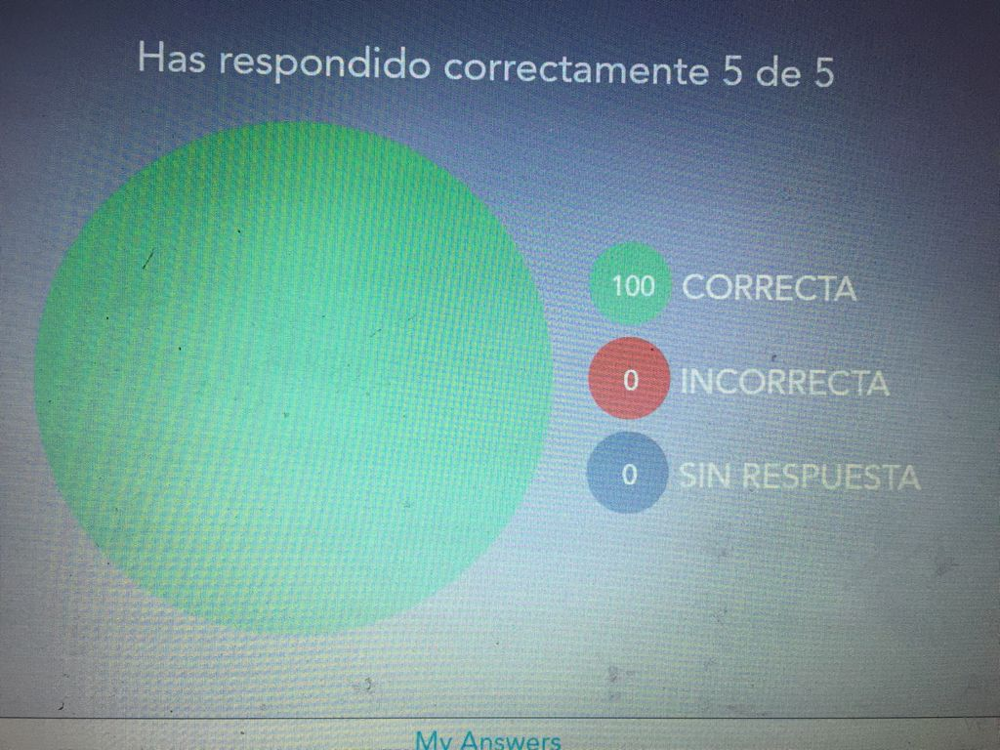 Has respondido correctamente 5 de 5
100 CORRECTA
0 INCORRECTA
0 SIN RESPUESTA
My Answers